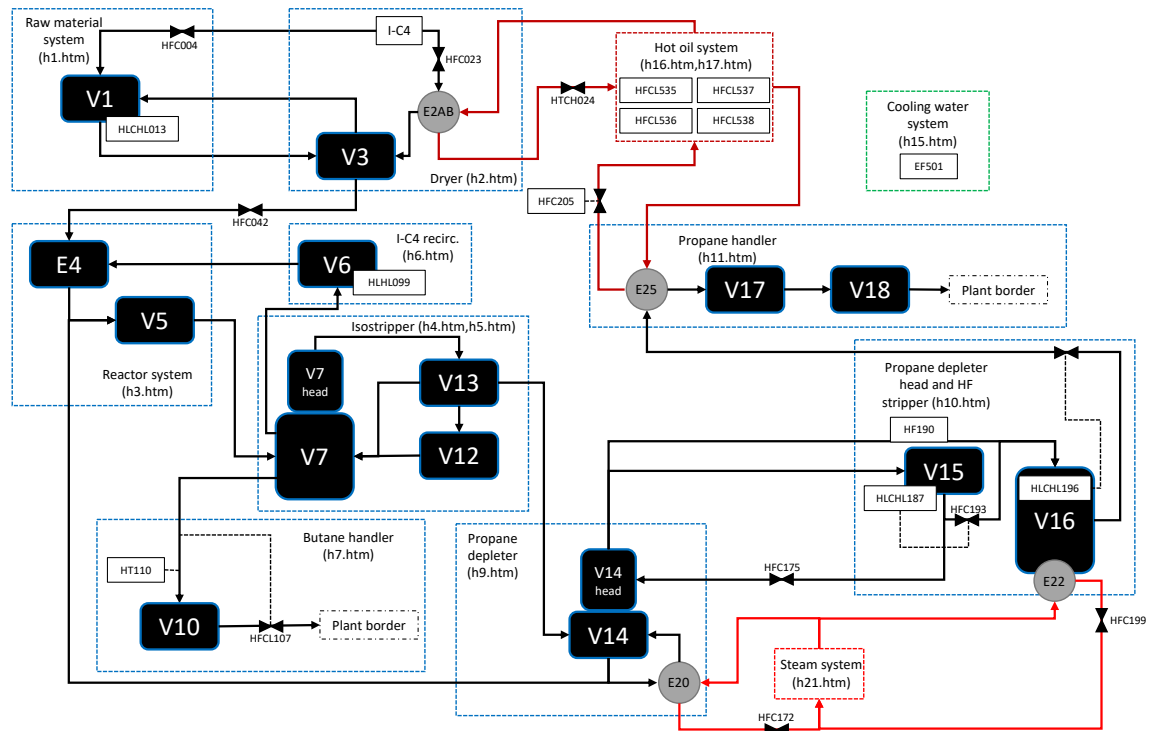 Raw material
system
(h1.htm)
HFC004
I-C4
HFC023
V1
HLCHL013
E2AB
V3
Dryer (h2.htm)
HTCH024
Hot oil system
(h16.htm,h17.htm)
HFCL535
HFCL537
HFCL536
HFCL538
Cooling water
system
(h15.htm)
EF501
HFC205
HFC042
E4
V5
Reactor system
(h3.htm)
I-C4 recirc.
(h6.htm)
V6
HLHL099
Propane handler
(h11.htm)
E25
V17
V18
Plant border
Isostripper (h4.htm,h5.htm)
V7
head
V13
V7
V12
Propane depleter
head and HF
stripper (h10.htm)
HF190
V15
HLCHL187
HFC193
HLCHL196
V16
E22
HFC199
Butane handler
(h7.htm)
HT110
V10
HFCL107
Plant border
Propane
depleter
(h9.htm)
V14
head
HFC175
V14
E20
Steam system
(h21.htm)
HFC172